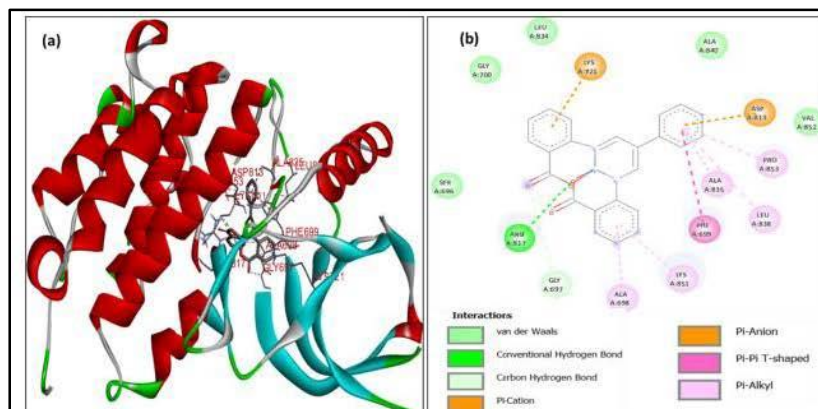 (a)
ASP813
PHE699
(b)
LEU
A:834
ALA
A:840
GLY
A:700
LYS
A:721
ASP
A:813
VAL
A:852
PRO
A:853
SER
A:696
ALA
A:835
LEU
A:838
PHE
A:699
ARG
A:817
GLY
A:697
ALA
A:698
LYS
A:851
Interactions
van der Waals
Conventional Hydrogen Bond
Carbon Hydrogen Bond
Pi-Cation
Pi-Anion
Pi-Pi T-shaped
Pi-Alkyl